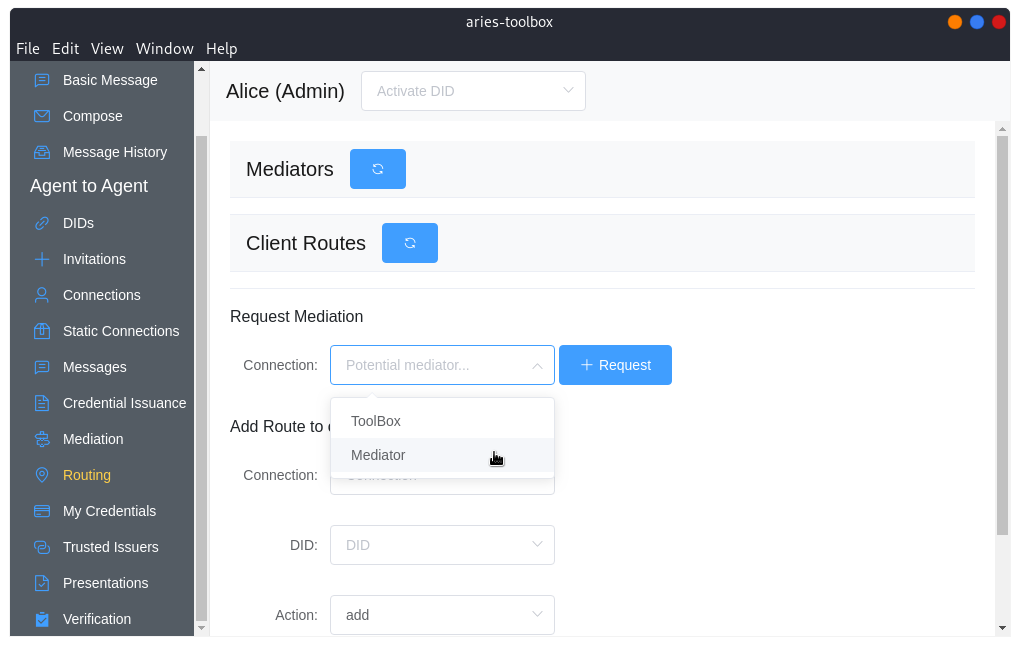 aries-toolbox
File Edit View Window Help
Basic Message
Compose
Message History
Agent to Agent
DIDs
Invitations
Connections
Static Connections
Messages
Credential Issuance
Mediation
Routing
My Credentials
Trusted Issuers
Presentations
Verification
Alice (Admin) Activate DID
Mediators
Client Routes
Request Mediation
Connection: Potential mediator... Request
ToolBox
Mediator
Add Route to
Connection:
DID: DID
Action: add